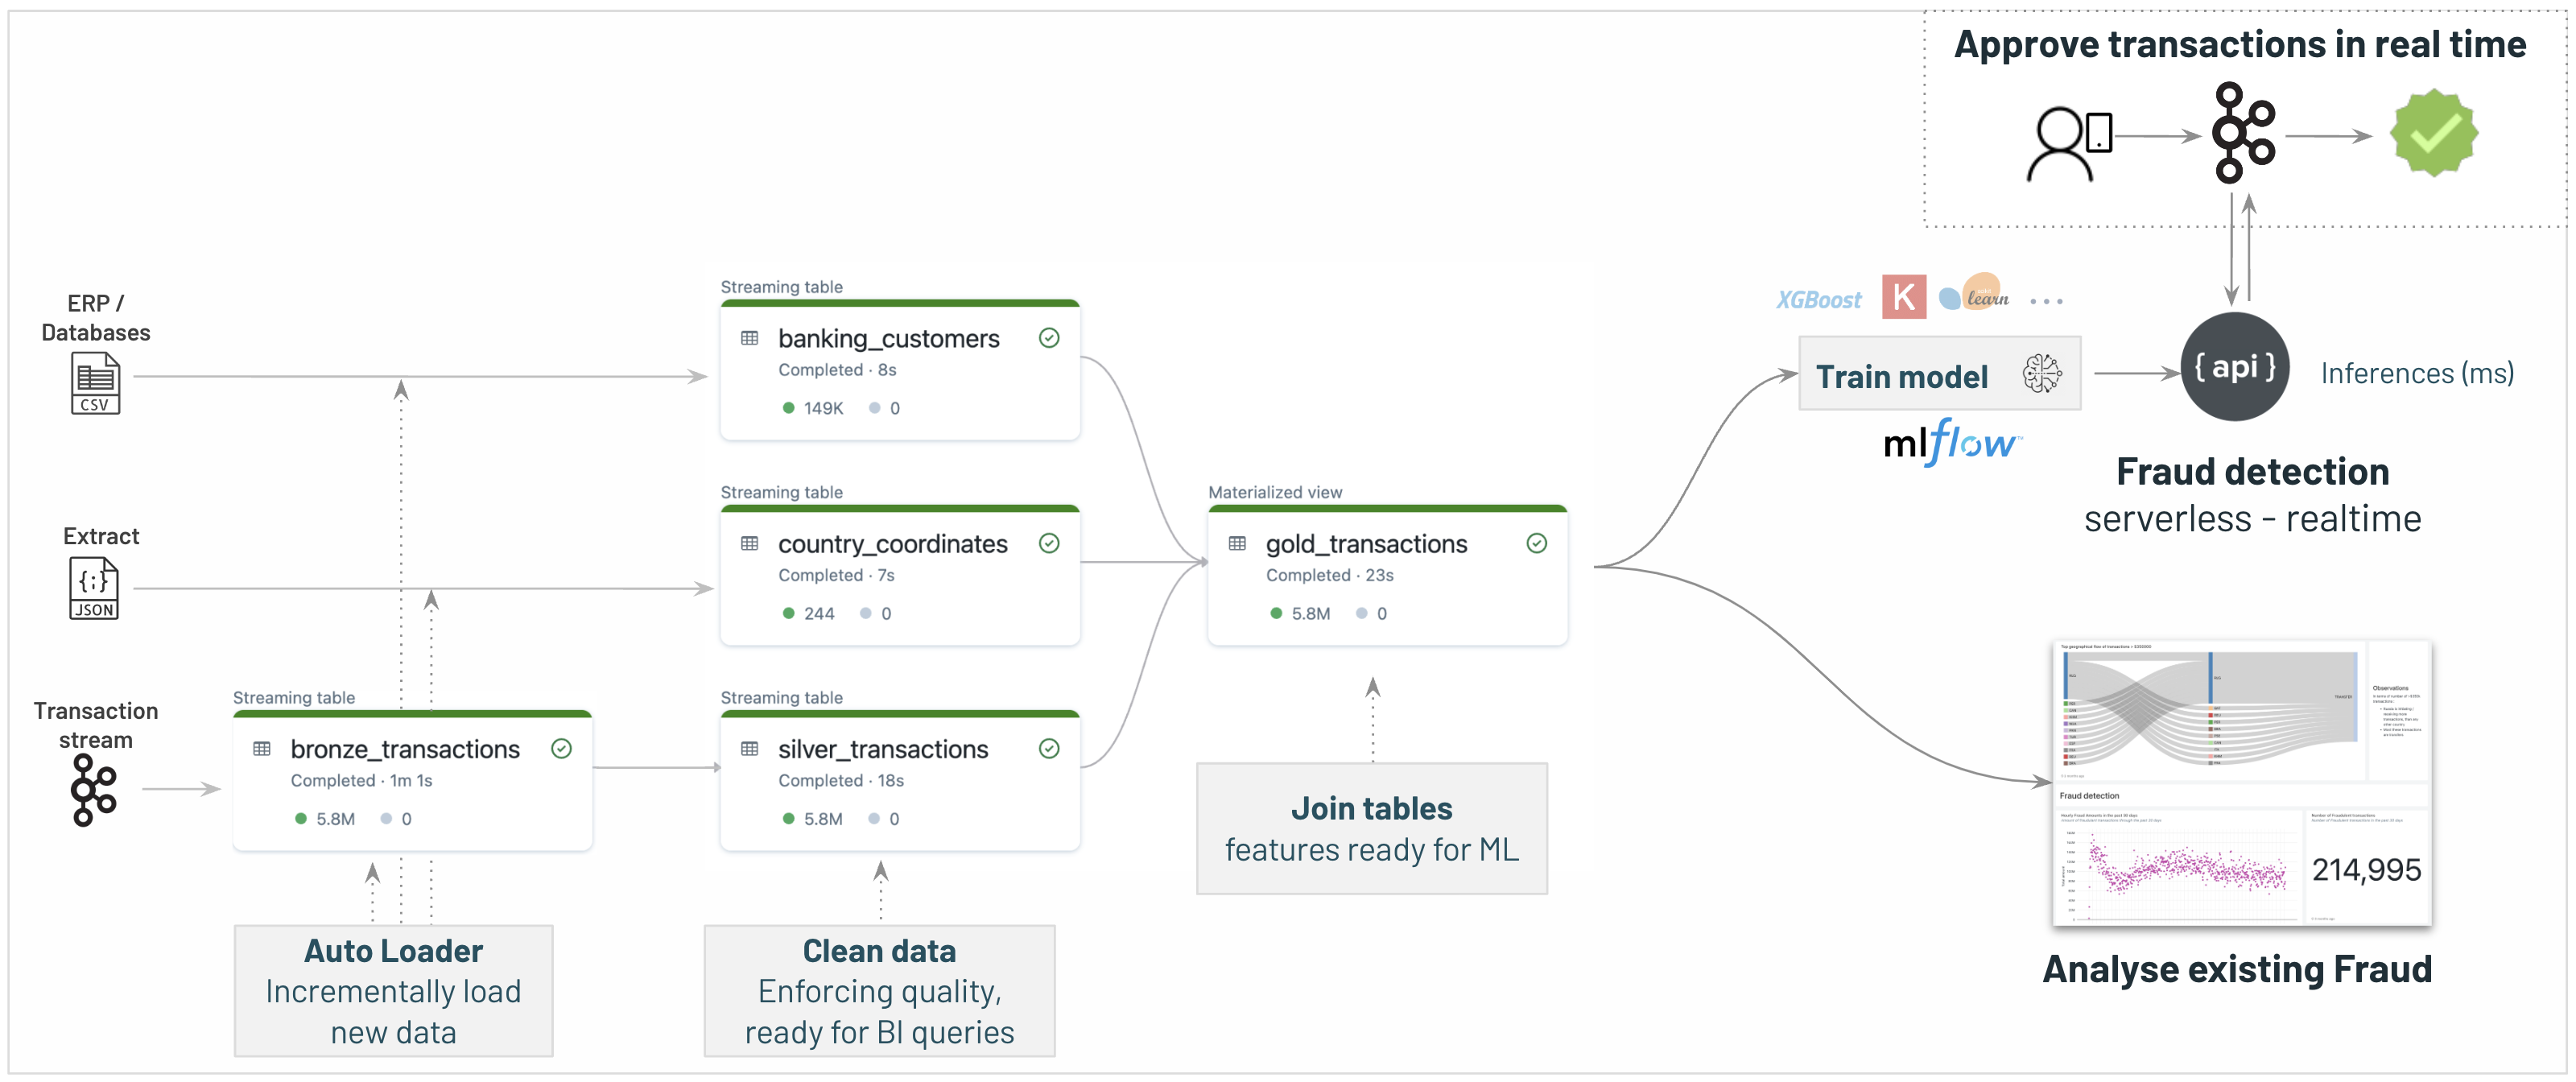 Approve transactions in real time
ERP /
Databases
CSV
Streaming table
banking_customers
Completed · 8s
149K 0
XGBoost K scikit learn ...
Train model
mlflow™
{ api }
Inferences (ms)
Fraud detection
serverless - realtime
Extract
{;}
JSON
Streaming table
country_coordinates
Completed · 7s
244 0
Materialized view
gold_transactions
Completed · 23s
5.8M 0
Transaction
stream
Streaming table
bronze_transactions
Completed · 1m 1s
5.8M 0
Streaming table
silver_transactions
Completed · 18s
5.8M 0
Join tables
features ready for ML
Observations
Fraud detection
214,995
Analyse existing Fraud
Auto Loader
Incrementally load
new data
Clean data
Enforcing quality,
ready for BI queries